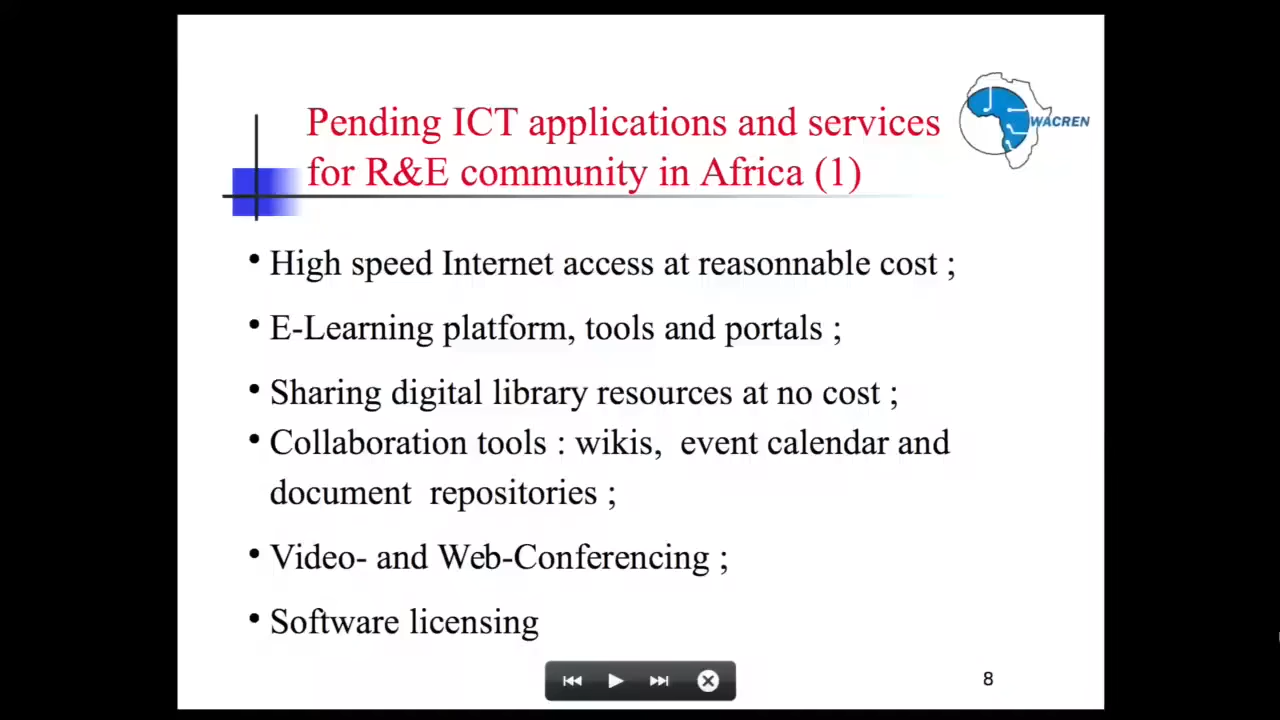 Pending ICT applications and services
for R&E community in Africa (1)
WACREN
• High speed Internet access at reasonnable cost ;
• E-Learning platform, tools and portals ;
• Sharing digital library resources at no cost ;
• Collaboration tools : wikis,  event calendar and
document  repositories ;
• Video- and Web-Conferencing ;
• Software licensing
8